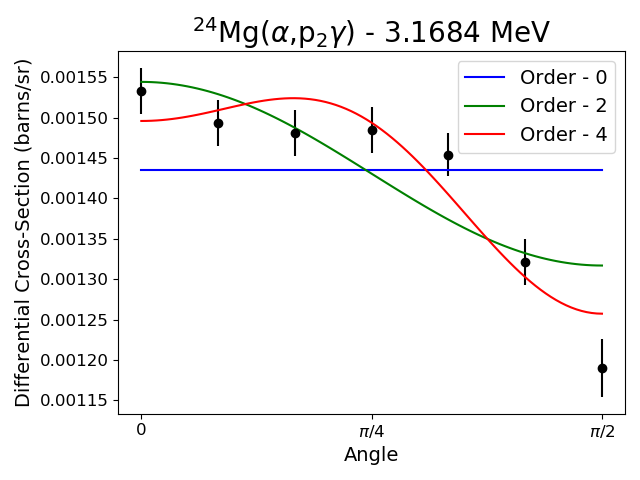 ²⁴Mg(α,p₂γ) - 3.1684 MeV
Order - 0
Order - 2
Order - 4
Differential Cross-Section (barns/sr)
0.00155
0.00150
0.00145
0.00140
0.00135
0.00130
0.00125
0.00120
0.00115
0
π/4
π/2
Angle